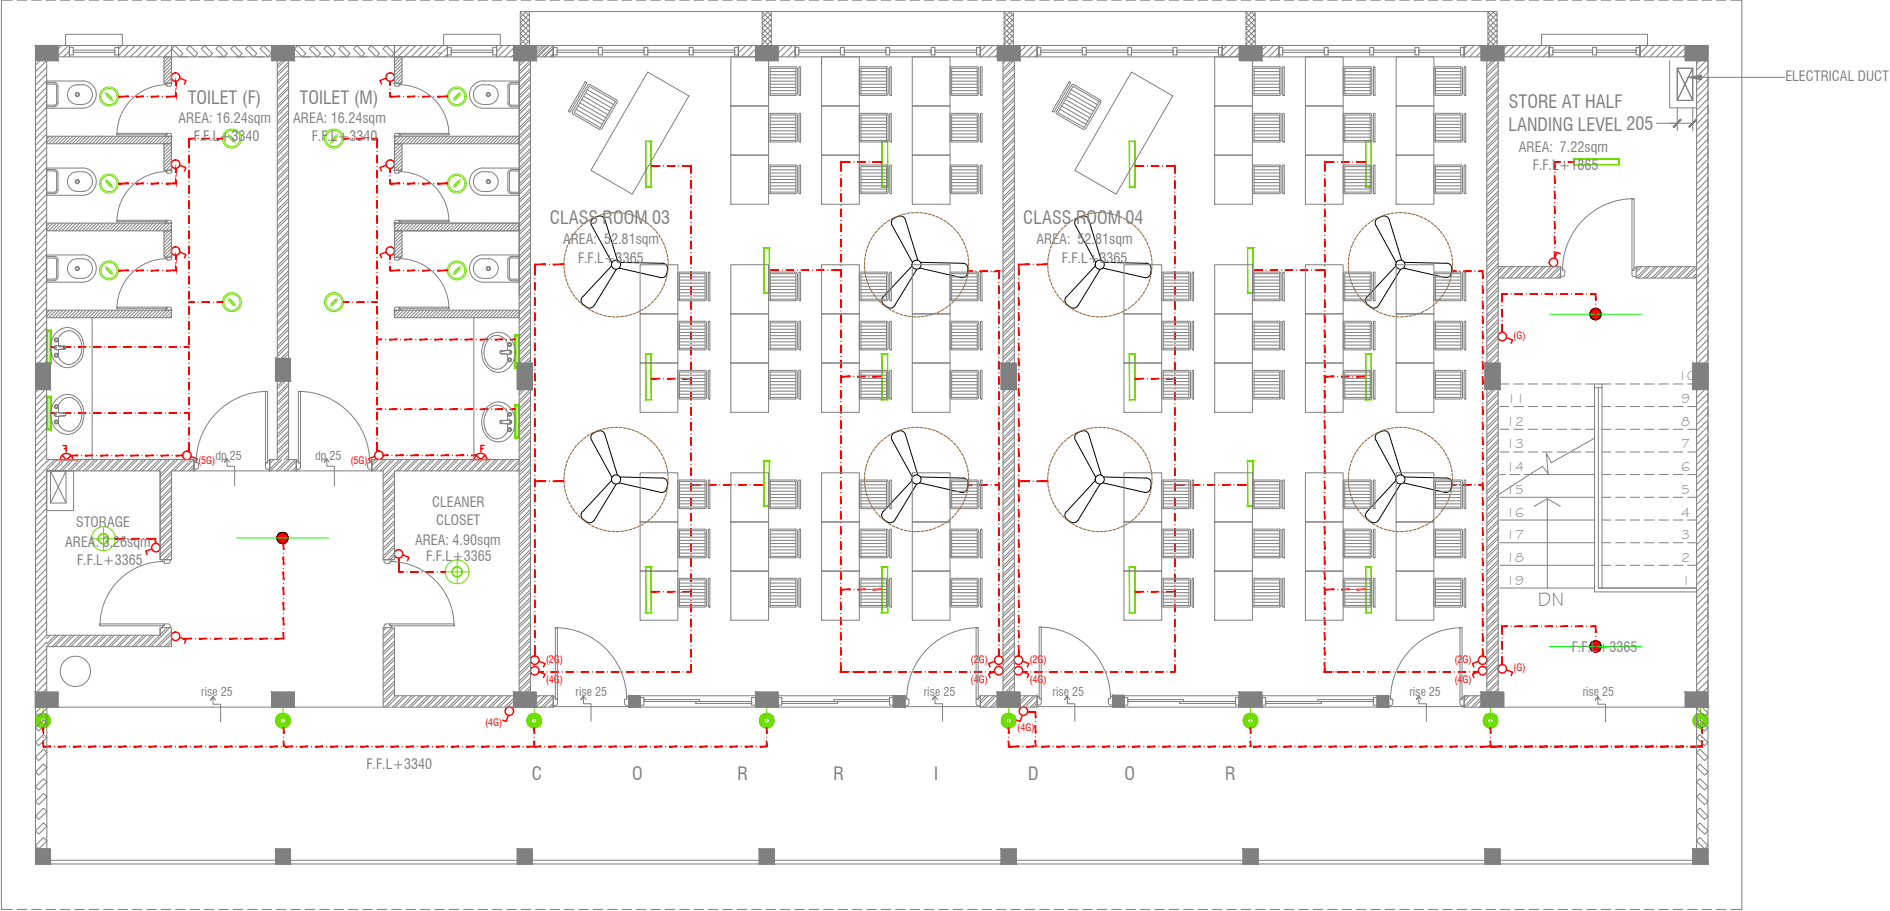 ELECTRICAL DUCT
TOILET (F)
AREA: 16.24sqm
F.F.L+3340
TOILET (M)
AREA: 16.24sqm
F.F.L+3340
STORE AT HALF
LANDING LEVEL 205
AREA: 7.22sqm
F.F.L+1865
CLASS ROOM 03
AREA: 52.81sqm
F.F.L+3365
CLASS ROOM 04
AREA: 52.81sqm
F.F.L+3365
(G)
10
11 9
12 8
13 7
14 6
15 5
16 4
17 3
18 2
19 1
DN
F
F
(5G)
dn 25
dn 25
(5G)
STORAGE
F.F.L+3365
CLEANER
CLOSET
AREA: 4.90sqm
F.F.L+3365
F.F.L+3365
(2G)
(4G)
(2G)
(4G)
(2G)
(4G)
(2G)
(4G)
(G)
rise 25
rise 25
rise 25
rise 25
rise 25
rise 25
(4G)
(4G)
F.F.L+3340
C O R R I D O R